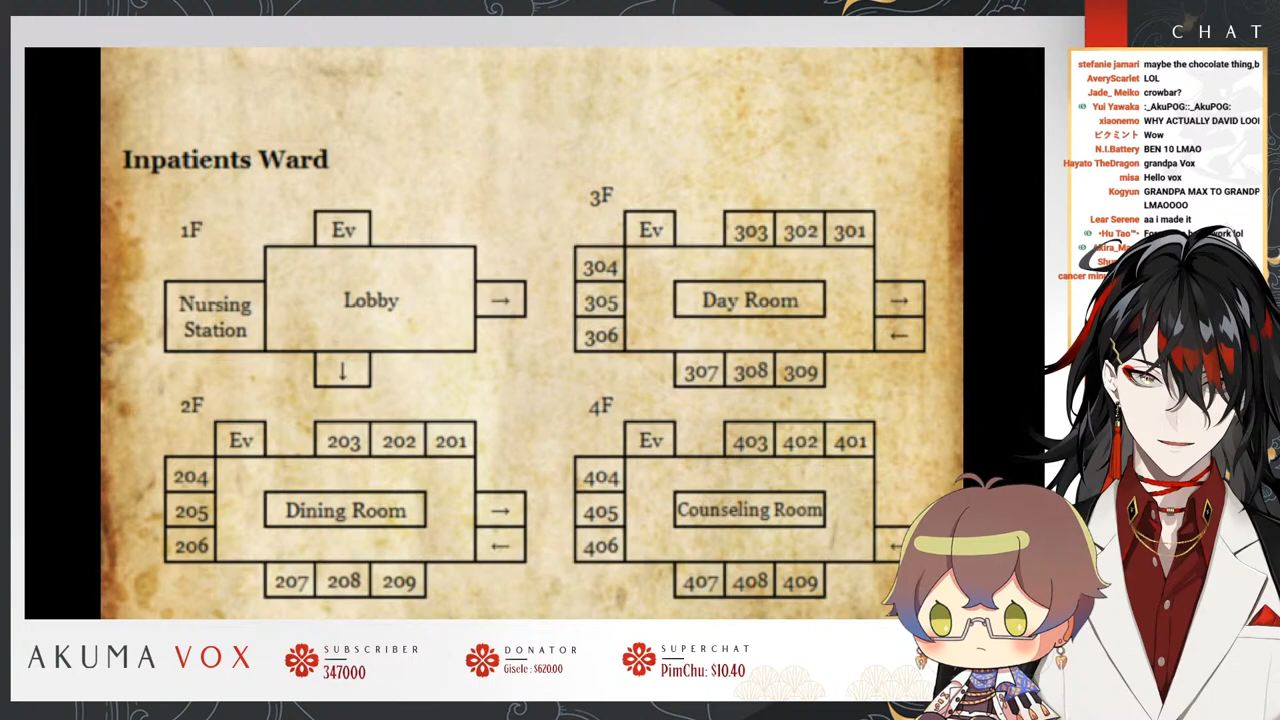 CHAT
stefanie jamari maybe the chocolate thing,b
AveryScarlet LOL
Jade_ Meiko crowbar?
Yui Yawaka :_AkuPOG::_AkuPOG:
xiaonemo WHY ACTUALLY DAVID LOOI
ピクミント Wow
N.I.Battery BEN 10 LMAO
Hayato TheDragon grandpa Vox
misa Hello vox
Kogyun GRANDPA MAX TO GRANDP
LMAOOOO
Lear Serene aa i made it
•Hu Tao™•
Inpatients Ward
1F
Ev
Nursing
Station
Lobby
→
↓
3F
Ev
303 302 301
304
305
306
Day Room
→
←
307 308 309
2F
Ev
203 202 201
204
205
206
Dining Room
→
←
207 208 209
4F
Ev
403 402 401
404
405
406
Counseling Room
←
407 408 409
AKUMA VOX
SUBSCRIBER
347000
DONATOR
Gisele : $620.00
SUPERCHAT
PimChu: $10.40